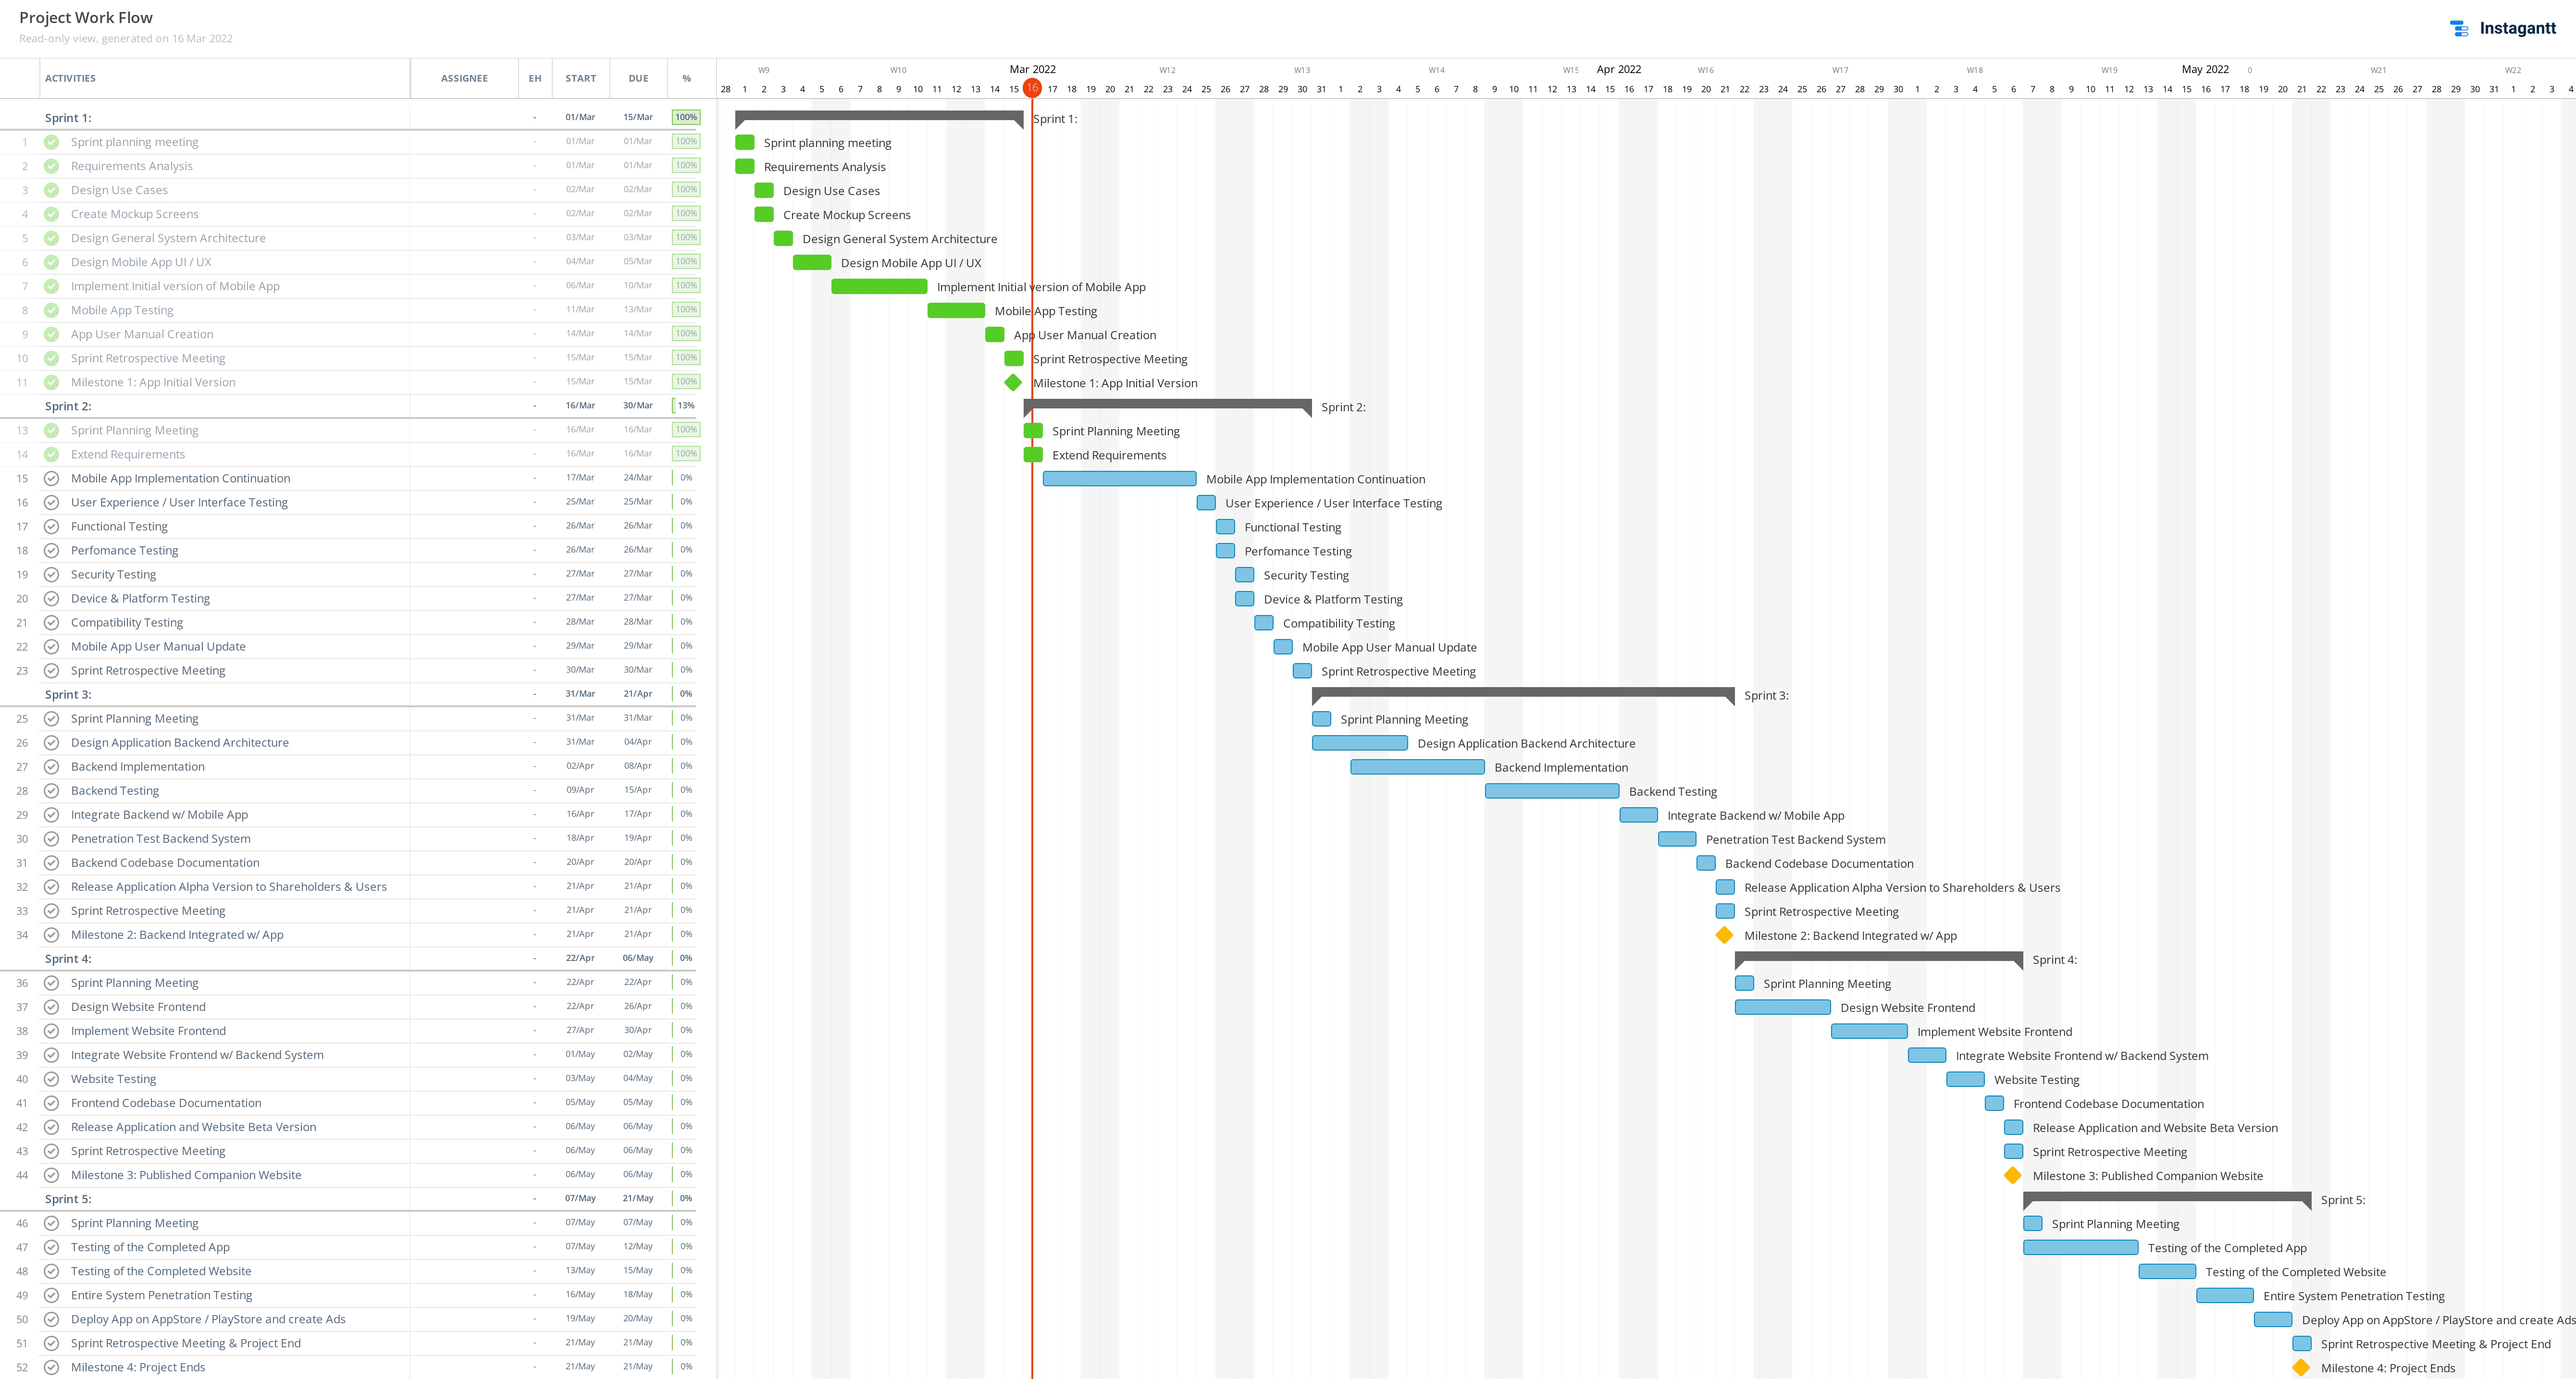 Project Work Flow
Read-only view, generated on 16 Mar 2022
Instagantt
ACTIVITIES ASSIGNEE EH START DUE %
W9 W10 Mar 2022 W12 W13 W14 W15 Apr 2022 W16 W17 W18 W19 May 2022 0 W21 W22
28 1 2 3 4 5 6 7 8 9 10 11 12 13 14 15 16 17 18 19 20 21 22 23 24 25 26 27 28 29 30 31 1 2 3 4 5 6 7 8 9 10 11 12 13 14 15 16 17 18 19 20 21 22 23 24 25 26 27 28 29 30 1 2 3 4 5 6 7 8 9 10 11 12 13 14 15 16 17 18 19 20 21 22 23 24 25 26 27 28 29 30 31 1 2 3 4
Sprint 1: - 01/Mar 15/Mar 100% Sprint 1:
1 Sprint planning meeting - 01/Mar 01/Mar 100% Sprint planning meeting
2 Requirements Analysis - 01/Mar 01/Mar 100% Requirements Analysis
3 Design Use Cases - 02/Mar 02/Mar 100% Design Use Cases
4 Create Mockup Screens - 02/Mar 02/Mar 100% Create Mockup Screens
5 Design General System Architecture - 03/Mar 03/Mar 100% Design General System Architecture
6 Design Mobile App UI / UX - 04/Mar 05/Mar 100% Design Mobile App UI / UX
7 Implement Initial version of Mobile App - 06/Mar 10/Mar 100% Implement Initial version of Mobile App
8 Mobile App Testing - 11/Mar 13/Mar 100% Mobile App Testing
9 App User Manual Creation - 14/Mar 14/Mar 100% App User Manual Creation
10 Sprint Retrospective Meeting - 15/Mar 15/Mar 100% Sprint Retrospective Meeting
11 Milestone 1: App Initial Version - 15/Mar 15/Mar 100% Milestone 1: App Initial Version
Sprint 2: - 16/Mar 30/Mar 13% Sprint 2:
13 Sprint Planning Meeting - 16/Mar 16/Mar 100% Sprint Planning Meeting
14 Extend Requirements - 16/Mar 16/Mar 100% Extend Requirements
15 Mobile App Implementation Continuation - 17/Mar 24/Mar 0% Mobile App Implementation Continuation
16 User Experience / User Interface Testing - 25/Mar 25/Mar 0% User Experience / User Interface Testing
17 Functional Testing - 26/Mar 26/Mar 0% Functional Testing
18 Perfomance Testing - 26/Mar 26/Mar 0% Perfomance Testing
19 Security Testing - 27/Mar 27/Mar 0% Security Testing
20 Device & Platform Testing - 27/Mar 27/Mar 0% Device & Platform Testing
21 Compatibility Testing - 28/Mar 28/Mar 0% Compatibility Testing
22 Mobile App User Manual Update - 29/Mar 29/Mar 0% Mobile App User Manual Update
23 Sprint Retrospective Meeting - 30/Mar 30/Mar 0% Sprint Retrospective Meeting
Sprint 3: - 31/Mar 21/Apr 0% Sprint 3:
25 Sprint Planning Meeting - 31/Mar 31/Mar 0% Sprint Planning Meeting
26 Design Application Backend Architecture - 31/Mar 04/Apr 0% Design Application Backend Architecture
27 Backend Implementation - 02/Apr 08/Apr 0% Backend Implementation
28 Backend Testing - 09/Apr 15/Apr 0% Backend Testing
29 Integrate Backend w/ Mobile App - 16/Apr 17/Apr 0% Integrate Backend w/ Mobile App
30 Penetration Test Backend System - 18/Apr 19/Apr 0% Penetration Test Backend System
31 Backend Codebase Documentation - 20/Apr 20/Apr 0% Backend Codebase Documentation
32 Release Application Alpha Version to Shareholders & Users - 21/Apr 21/Apr 0% Release Application Alpha Version to Shareholders & Users
33 Sprint Retrospective Meeting - 21/Apr 21/Apr 0% Sprint Retrospective Meeting
34 Milestone 2: Backend Integrated w/ App - 21/Apr 21/Apr 0% Milestone 2: Backend Integrated w/ App
Sprint 4: - 22/Apr 06/May 0% Sprint 4:
36 Sprint Planning Meeting - 22/Apr 22/Apr 0% Sprint Planning Meeting
37 Design Website Frontend - 22/Apr 26/Apr 0% Design Website Frontend
38 Implement Website Frontend - 27/Apr 30/Apr 0% Implement Website Frontend
39 Integrate Website Frontend w/ Backend System - 01/May 02/May 0% Integrate Website Frontend w/ Backend System
40 Website Testing - 03/May 04/May 0% Website Testing
41 Frontend Codebase Documentation - 05/May 05/May 0% Frontend Codebase Documentation
42 Release Application and Website Beta Version - 06/May 06/May 0% Release Application and Website Beta Version
43 Sprint Retrospective Meeting - 06/May 06/May 0% Sprint Retrospective Meeting
44 Milestone 3: Published Companion Website - 06/May 06/May 0% Milestone 3: Published Companion Website
Sprint 5: - 07/May 21/May 0% Sprint 5:
46 Sprint Planning Meeting - 07/May 07/May 0% Sprint Planning Meeting
47 Testing of the Completed App - 07/May 12/May 0% Testing of the Completed App
48 Testing of the Completed Website - 13/May 15/May 0% Testing of the Completed Website
49 Entire System Penetration Testing - 16/May 18/May 0% Entire System Penetration Testing
50 Deploy App on AppStore / PlayStore and create Ads - 19/May 20/May 0% Deploy App on AppStore / PlayStore and create Ads
51 Sprint Retrospective Meeting & Project End - 21/May 21/May 0% Sprint Retrospective Meeting & Project End
52 Milestone 4: Project Ends - 21/May 21/May 0% Milestone 4: Project Ends